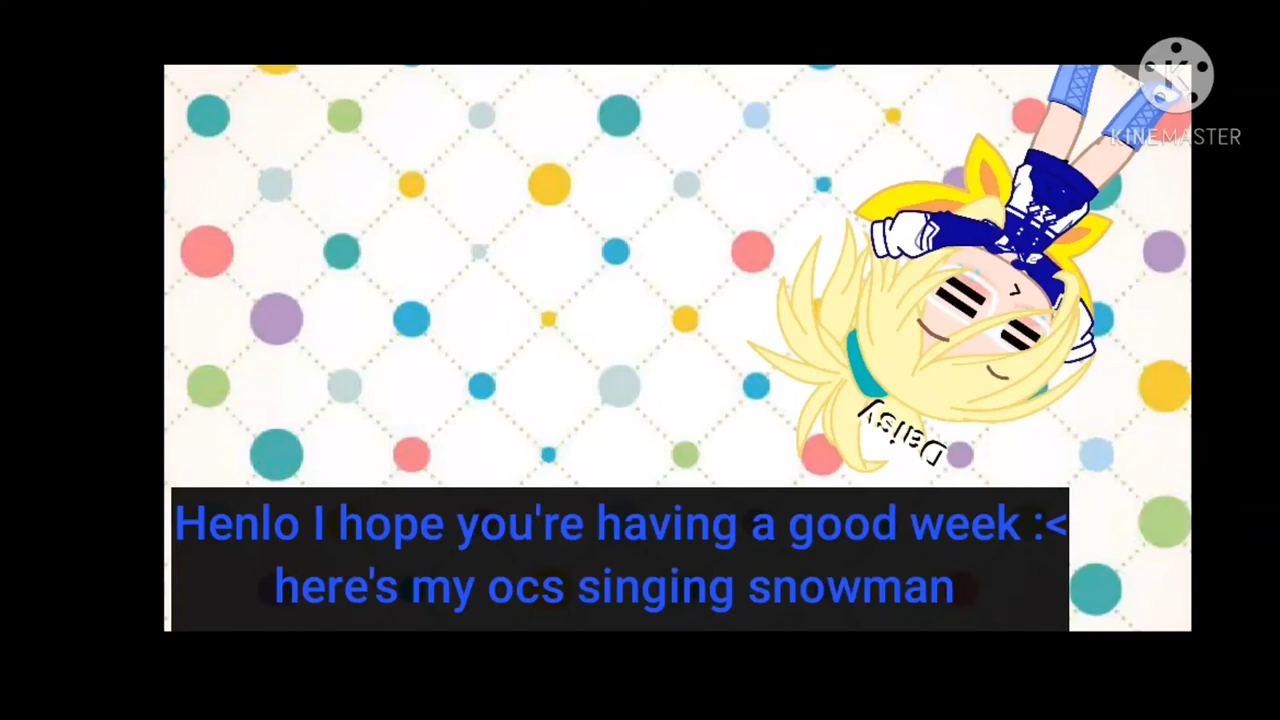 KINEMASTER
Daisy
Henlo I hope you're having a good week :<
here's my ocs singing snowman